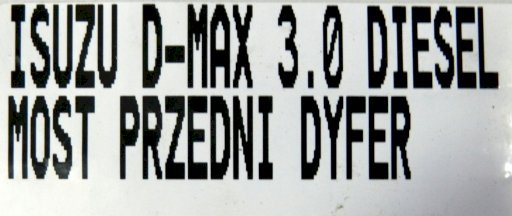 ISUZU D-MAX 3.0 DIESEL
MOST PRZEDNI DYFER